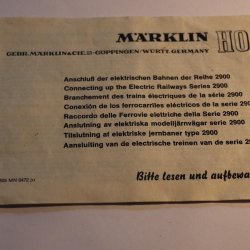 MÄRKLIN HO
GEBR. MÄRKLIN & CIE. GÖPPINGEN/WÜRTT. GERMANY
Anschluß der elektrischen Bahnen der Reihe 2900
Connecting up the Electric Railways Series 2900
Branchement des trains électriques de la série 2900
Conexión de los ferrocarriles eléctricos de la serie 2900
Raccordo delle Ferrovie elettriche della Serie 2900
Anslutning av elektriska modelljärnvägar serie 2900
Tilslutning af elektriske jernbaner type 2900
Aansluiting van de electrische treinen van de serie 29
Bitte lesen und aufbewa
MN 0472